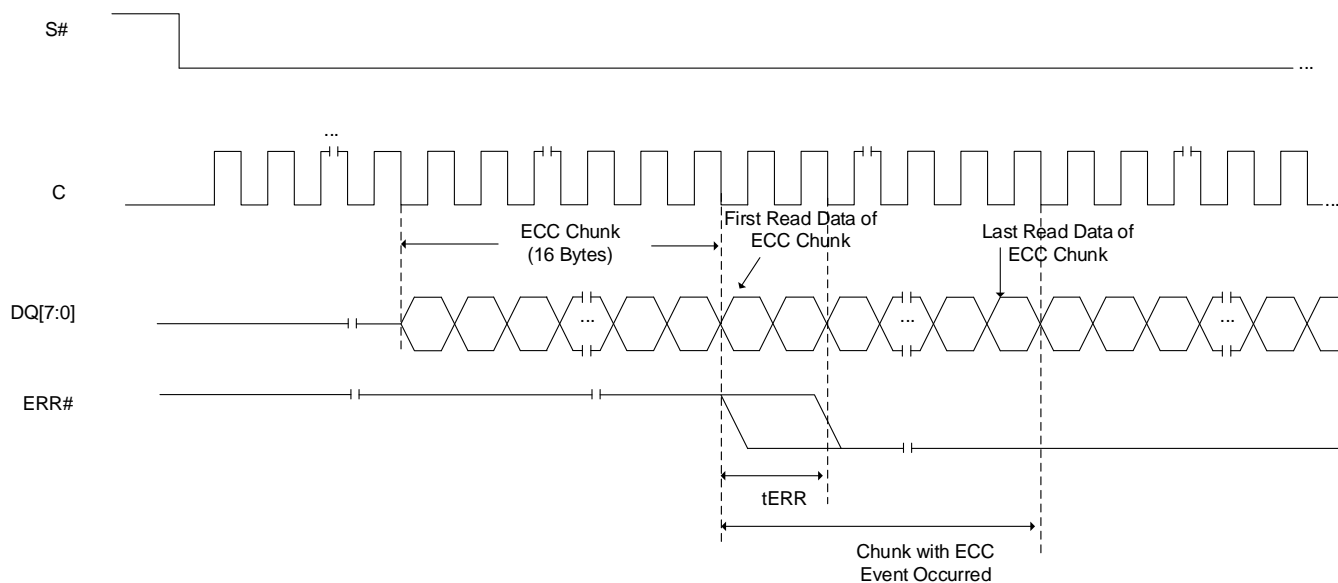 S#
...
...
C
...
ECC Chunk
(16 Bytes)
First Read Data of
ECC Chunk
Last Read Data of
ECC Chunk
DQ[7:0]
...
...
...
ERR#
tERR
Chunk with ECC
Event Occurred